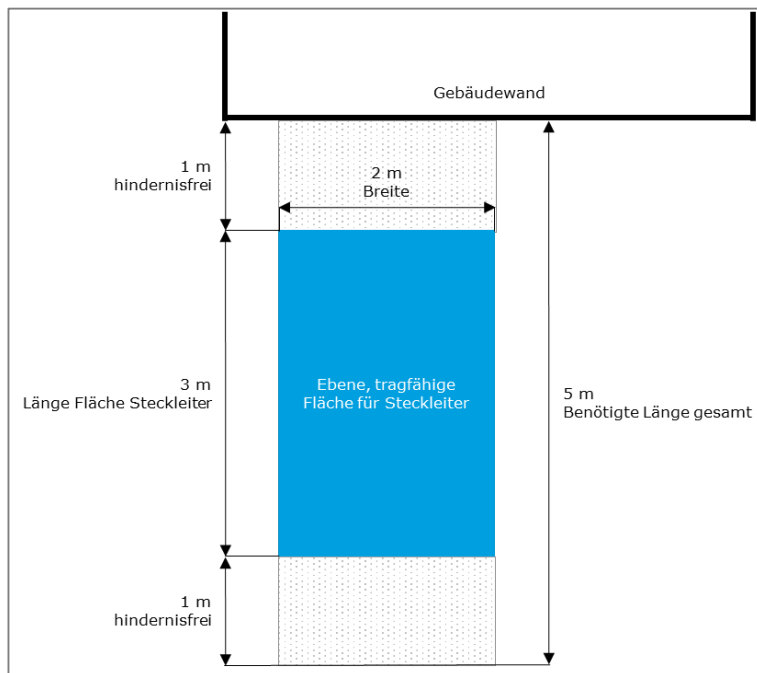 Gebäudewand
1 m
hindernisfrei
2 m
Breite
3 m
Länge Fläche Steckleiter
Ebene, tragfähige
Fläche für Steckleiter
5 m
Benötigte Länge gesamt
1 m
hindernisfrei